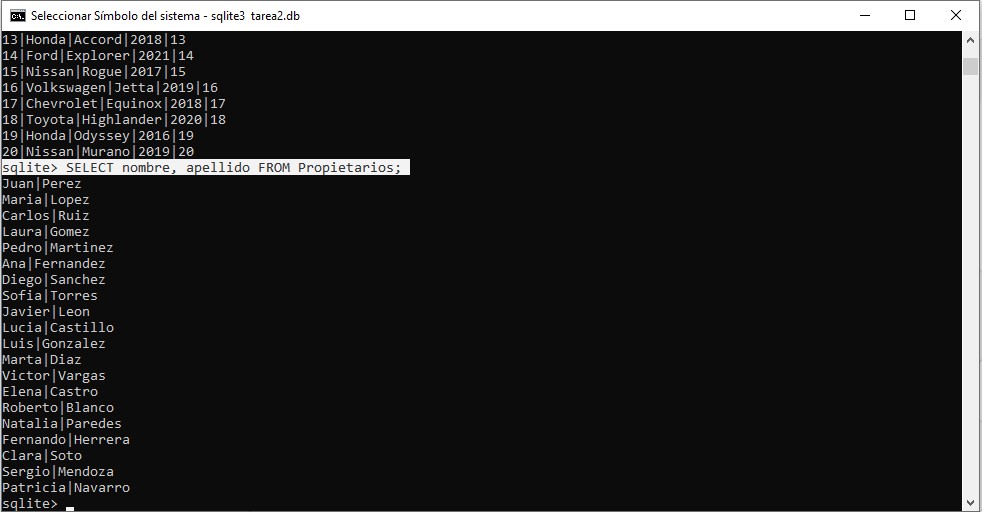 Seleccionar Símbolo del sistema - sqlite3  tarea2.db
13|Honda|Accord|2018|13
14|Ford|Explorer|2021|14
15|Nissan|Rogue|2017|15
16|Volkswagen|Jetta|2019|16
17|Chevrolet|Equinox|2018|17
18|Toyota|Highlander|2020|18
19|Honda|Odyssey|2016|19
20|Nissan|Murano|2019|20
sqlite> SELECT nombre, apellido FROM Propietarios;
Juan|Perez
Maria|Lopez
Carlos|Ruiz
Laura|Gomez
Pedro|Martinez
Ana|Fernandez
Diego|Sanchez
Sofia|Torres
Javier|Leon
Lucia|Castillo
Luis|Gonzalez
Marta|Diaz
Victor|Vargas
Elena|Castro
Roberto|Blanco
Natalia|Paredes
Fernando|Herrera
Clara|Soto
Sergio|Mendoza
Patricia|Navarro
sqlite>